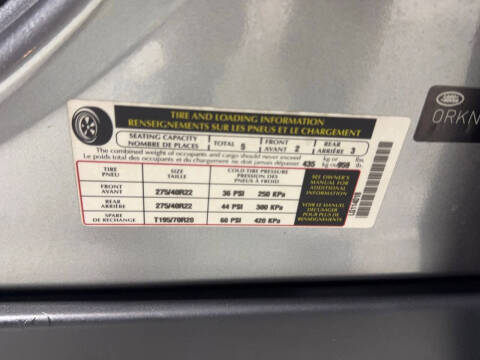 TIRE AND LOADING INFORMATION
RENSEIGNEMENTS SUR LES PNEUS ET LE CHARGEMENT
SEATING CAPACITY
NOMBRE DE PLACES
TOTAL 5
FRONT
AVANT 2
REAR
ARRIÈRE 3
The combined weight of occupants and cargo should never exceed
Le poids total des occupants et du chargement ne doit jamais dépasser
435 kg or ou 959 lbs. lb.
TIRE
PNEU
SIZE
TAILLE
COLD TIRE PRESSURE
PRESSION DES
PNEUS À FROID
SEE OWNER'S
MANUAL FOR
ADDITIONAL
INFORMATION
FRONT
AVANT
275/40R22 36 PSI 250 KPa
REAR
ARRIÈRE
275/40R22 44 PSI 300 KPa
SPARE
DE RECHANGE
T195/70R20 60 PSI 420 KPa
VOIR LE MANUEL
D'USAGER
POUR PLUS DE
RENSEIGNEMENTS
LAND ROVER
ORKN